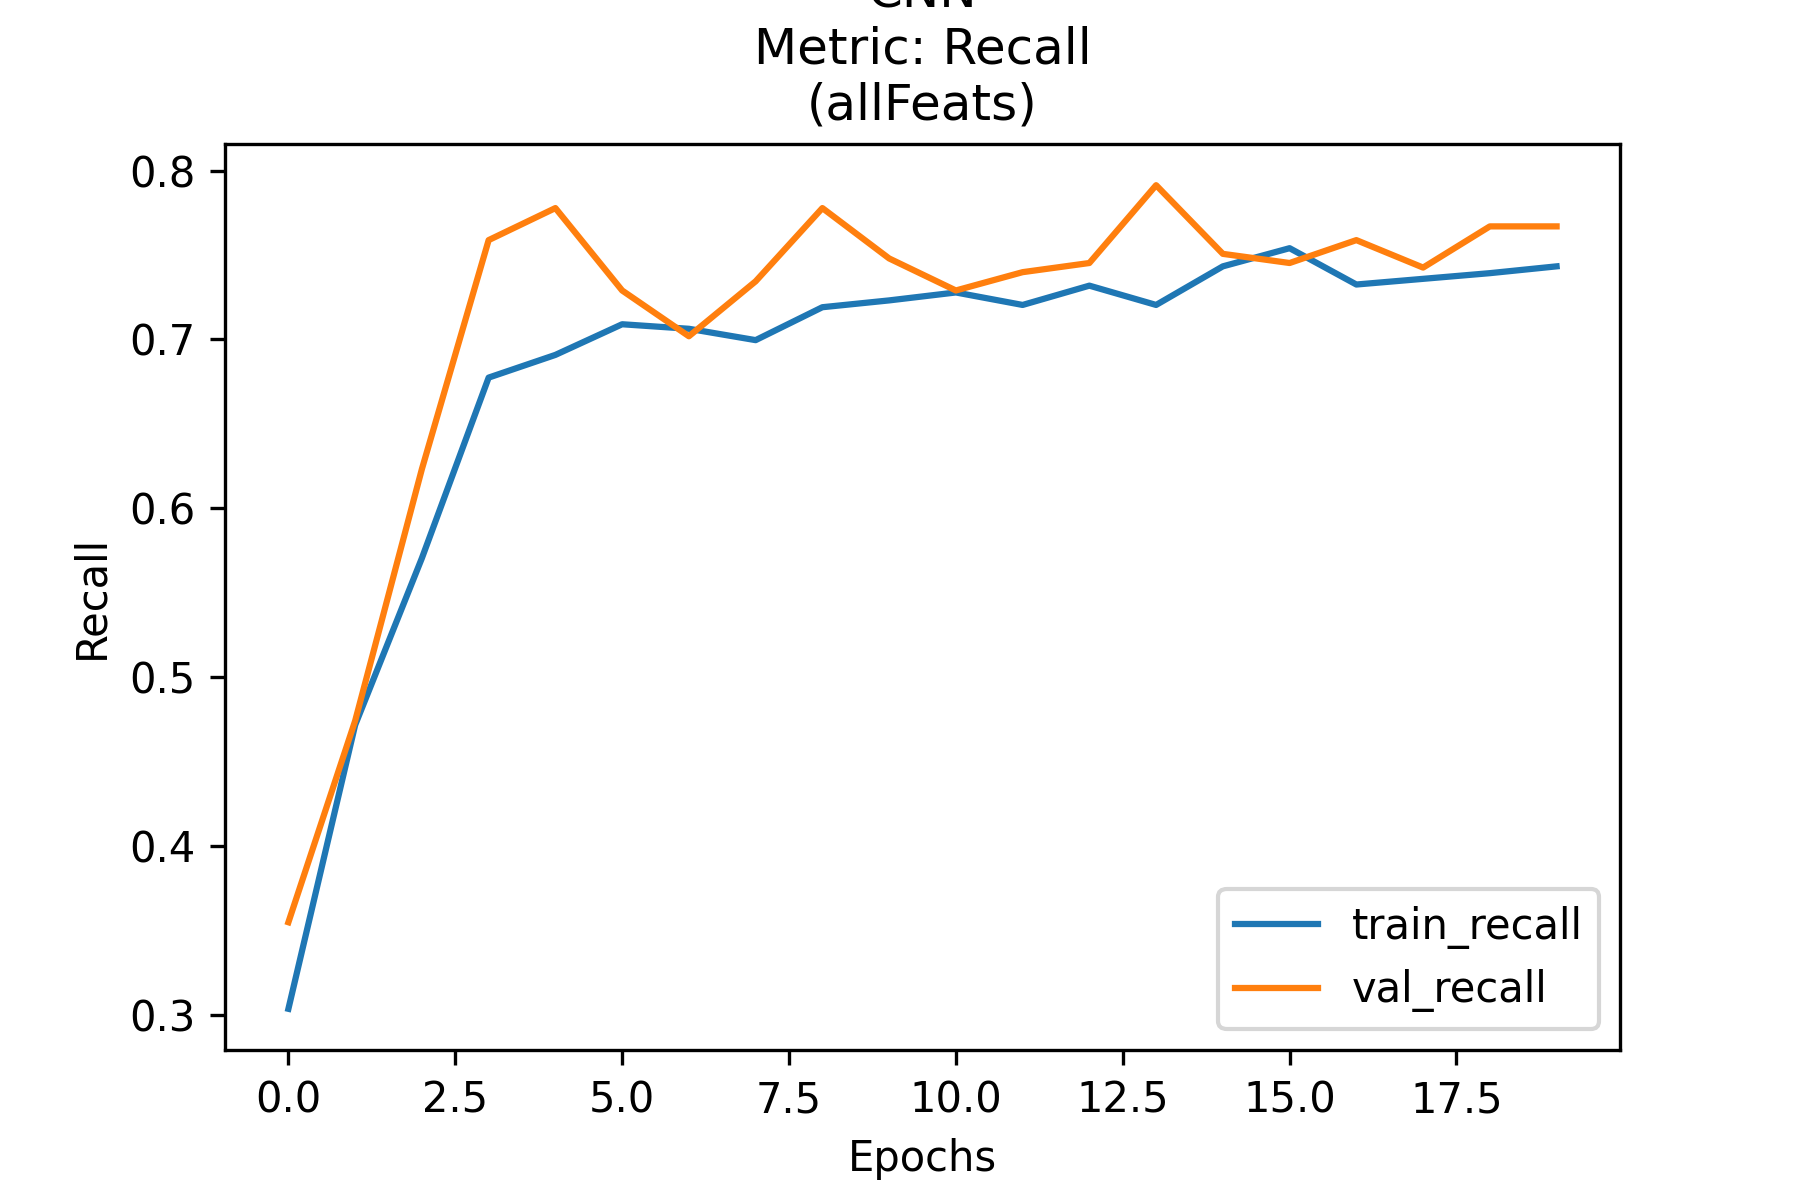 CNN
Metric: Recall
(allFeats)
0.8
0.7
0.6
0.5
0.4
0.3
Recall
train_recall
val_recall
0.0 2.5 5.0 7.5 10.0 12.5 15.0 17.5
Epochs